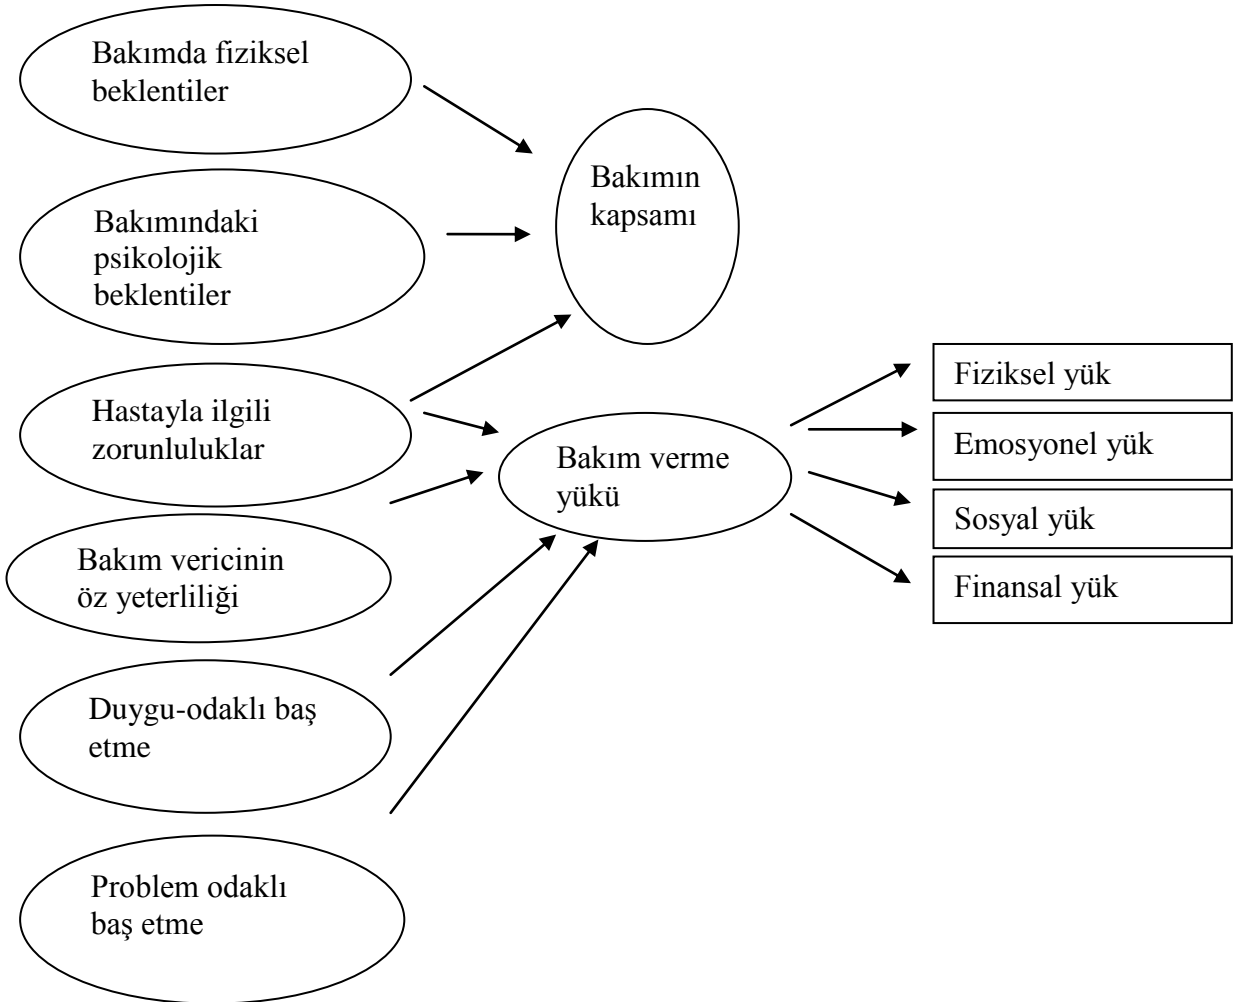 Bakımda fiziksel
beklentiler
Bakımındaki
psikolojik
beklentiler
Hastayla ilgili
zorunluluklar
Bakım vericinin
öz yeterliliği
Duygu-odaklı baş
etme
Problem odaklı
baş etme
Bakımın
kapsamı
Bakım verme
yükü
Fiziksel yük
Emosyonel yük
Sosyal yük
Finansal yük